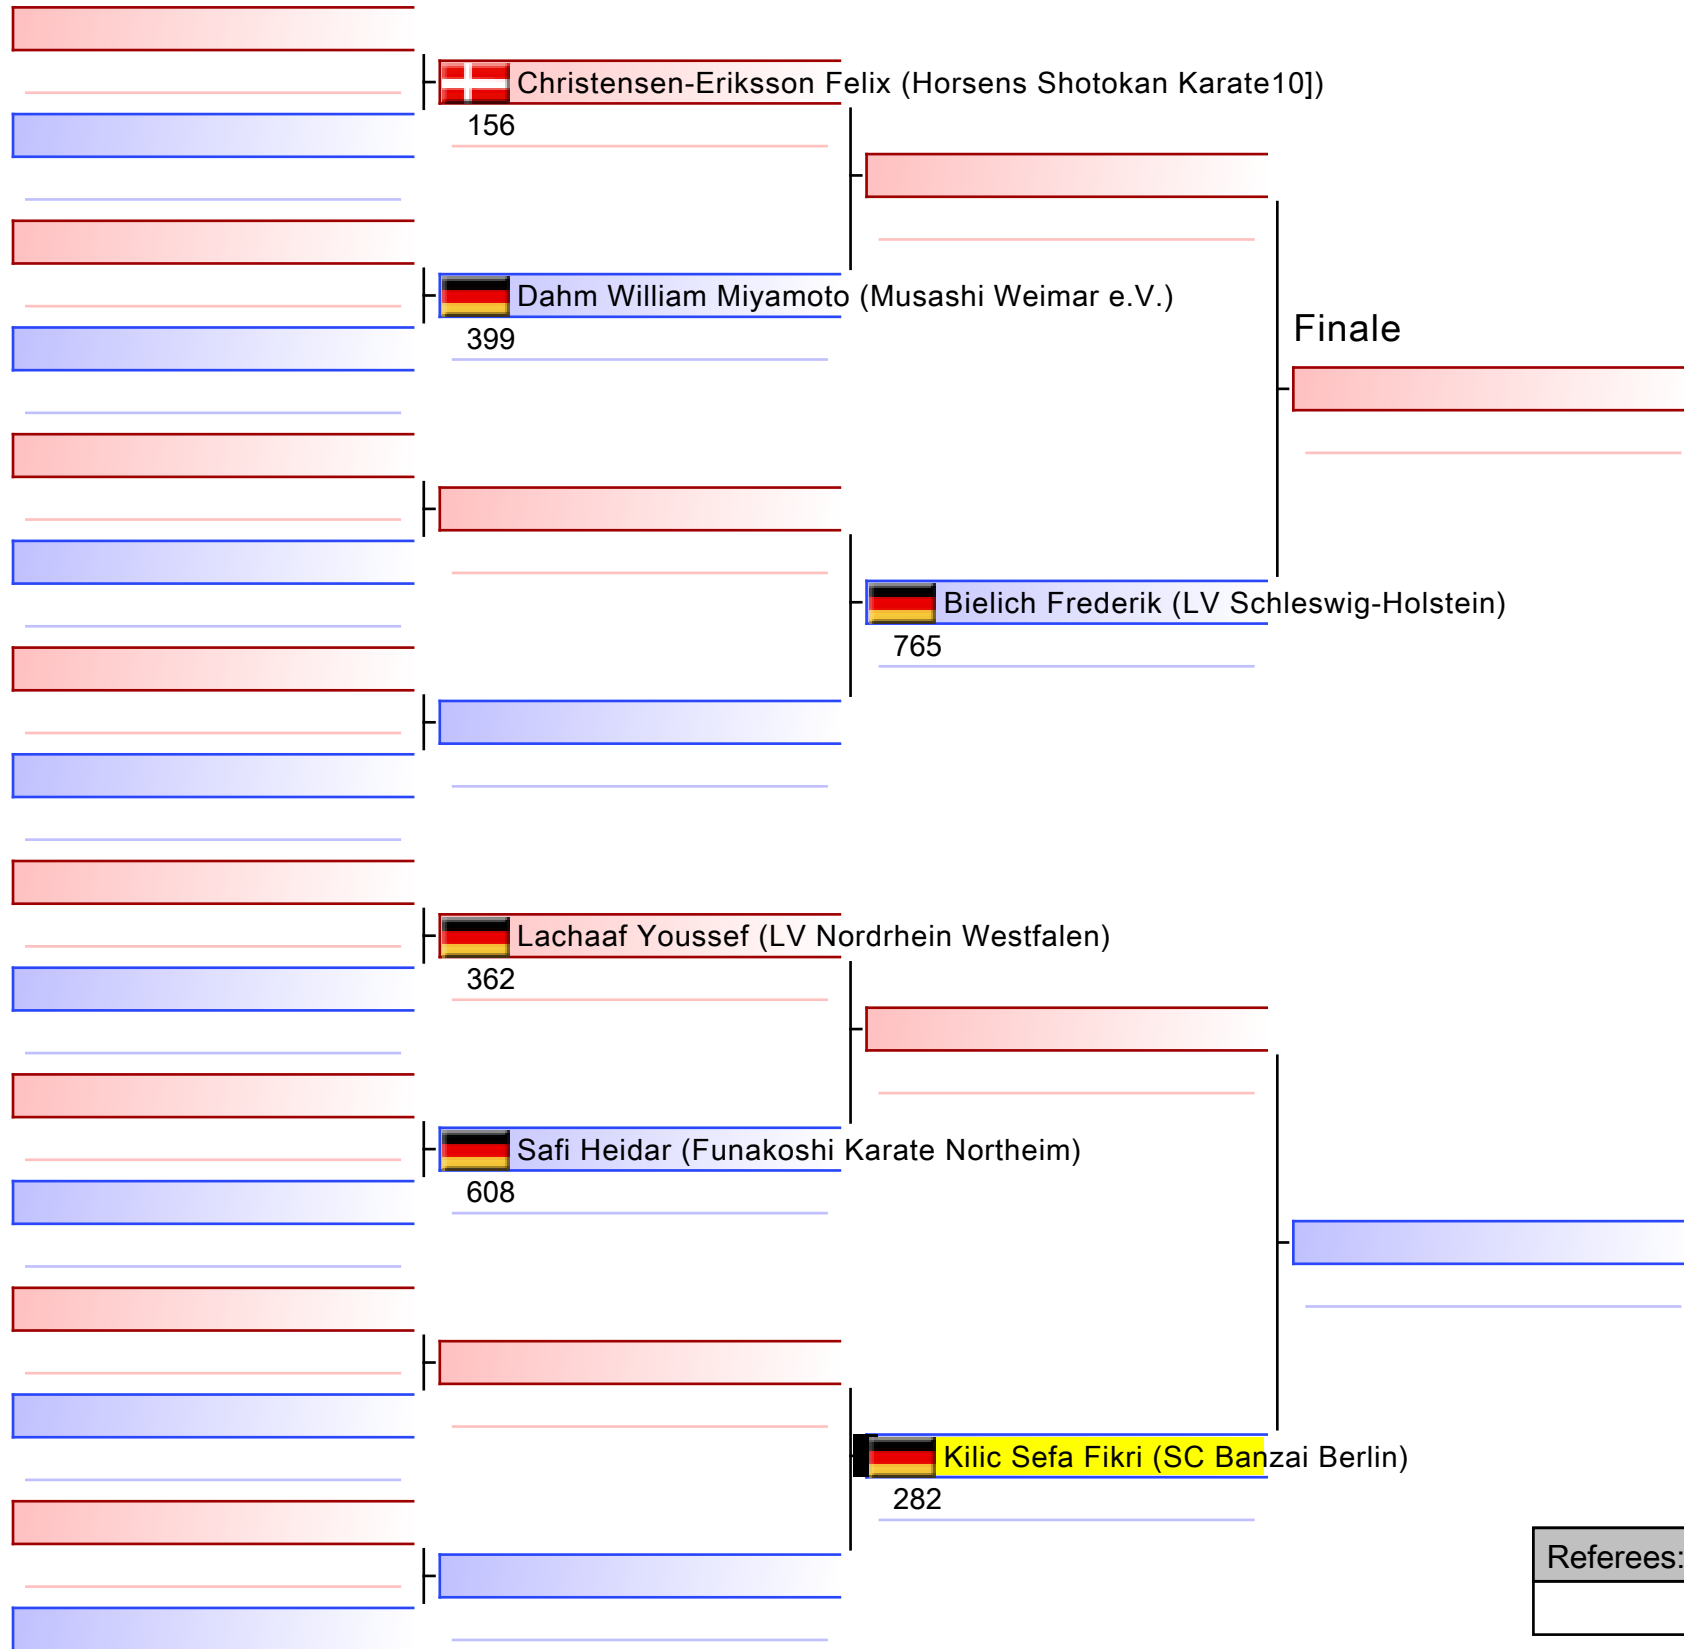 Christensen-Eriksson Felix (Horsens Shotokan Karate10])
156
Dahm William Miyamoto (Musashi Weimar e.V.)
399
Finale
Bielich Frederik (LV Schleswig-Holstein)
765
Lachaaf Youssef (LV Nordrhein Westfalen)
362
Safi Heidar (Funakoshi Karate Northeim)
608
Kilic Sefa Fikri (SC Banzai Berlin)
282
Referees: